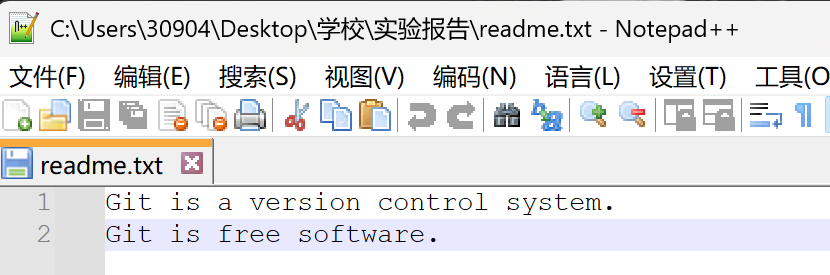 C:\Users\30904\Desktop\学校\实验报告\readme.txt - Notepad++
文件(F) 编辑(E) 搜索(S) 视图(V) 编码(N) 语言(L) 设置(T) 工具(O
readme.txt
1 Git is a version control system.
2 Git is free software.